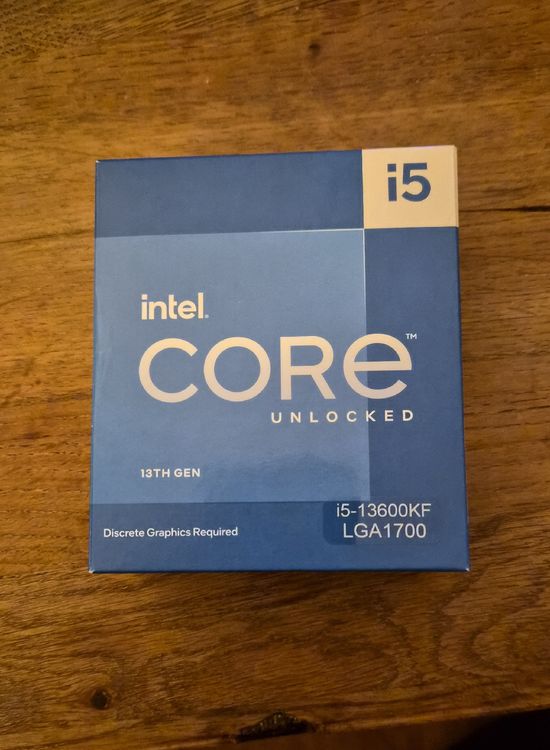 i5
intel.
CORe™
UNLOCKED
13TH GEN
i5-13600KF
LGA1700
Discrete Graphics Required